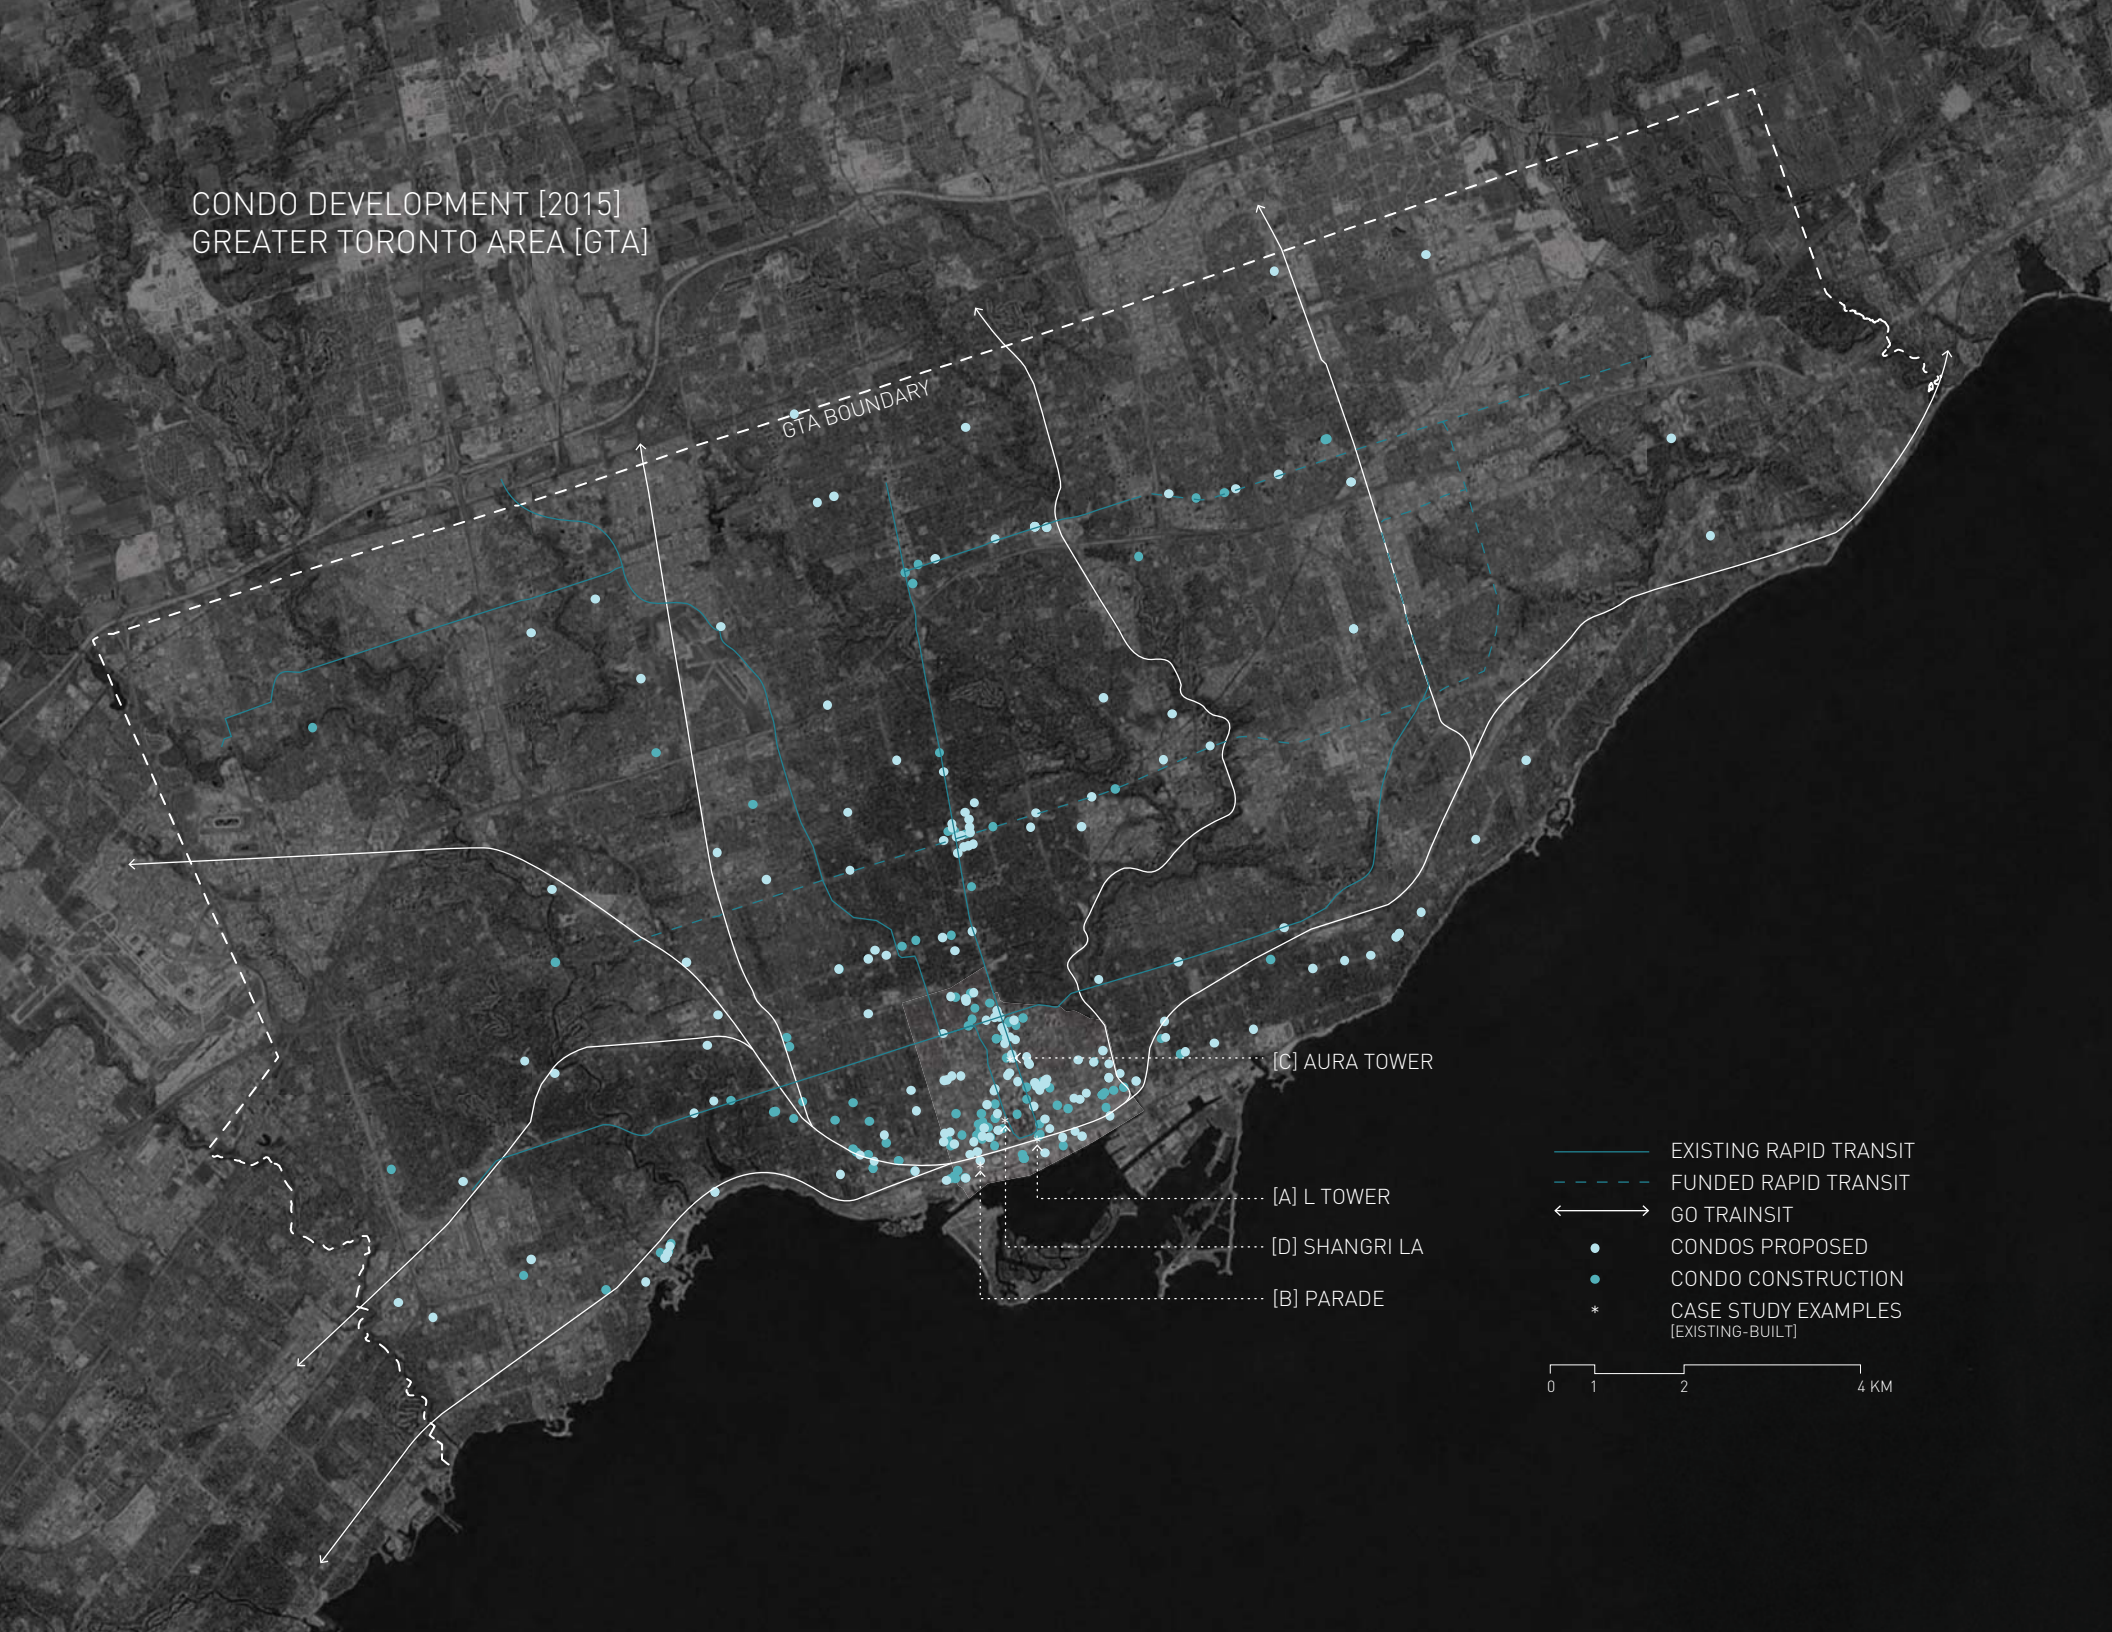 CONDO DEVELOPMENT [2015]
GREATER TORONTO AREA [GTA]
GTA BOUNDARY
[C] AURA TOWER
[A] L TOWER
[D] SHANGRI LA
[B] PARADE
EXISTING RAPID TRANSIT
FUNDED RAPID TRANSIT
GO TRAINSIT
CONDOS PROPOSED
CONDO CONSTRUCTION
* CASE STUDY EXAMPLES
[EXISTING-BUILT]
0 1 2 4 KM